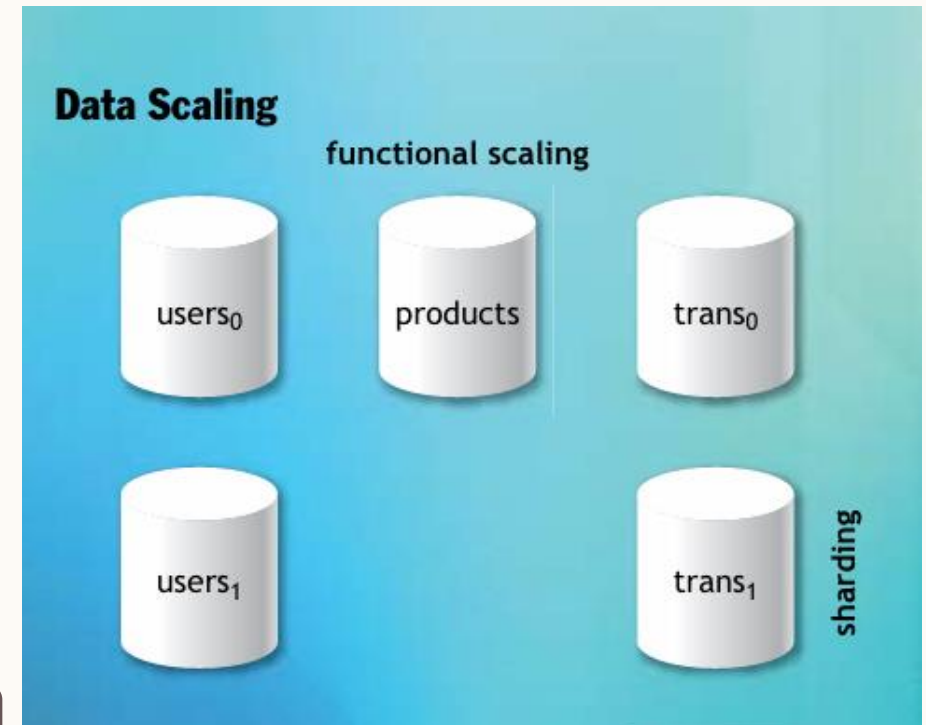 Data Scaling
functional scaling
users₀
products
trans₀
users₁
trans₁
sharding